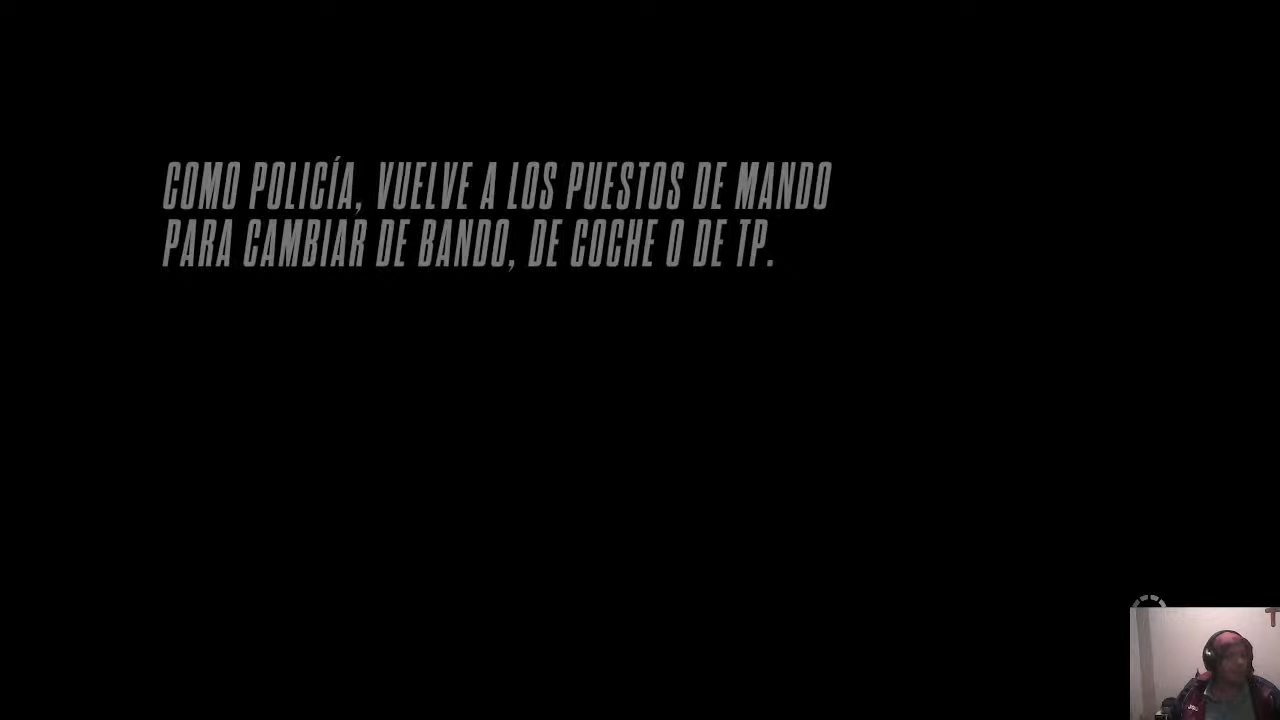 COMO POLICÍA, VUELVE A LOS PUESTOS DE MANDO
PARA CAMBIAR DE BANDO, DE COCHE O DE TP.
T